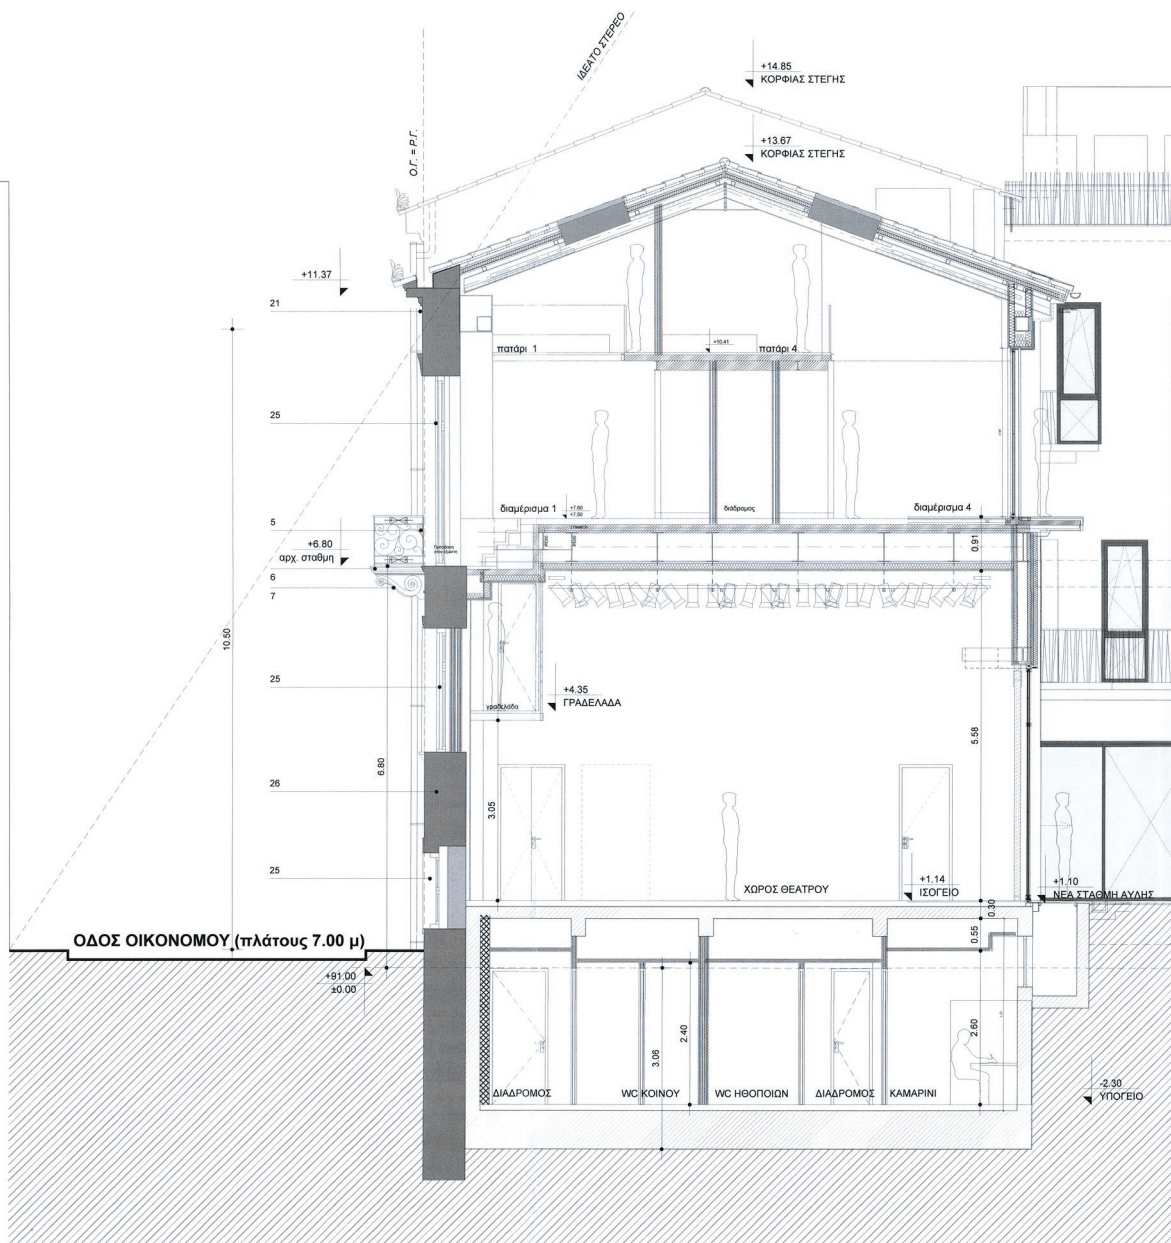 ΙΔΕΑΤΟ ΣΤΕΡΕΟ
+14.85
ΚΟΡΦΙΑΣ ΣΤΕΓΗΣ
Ο.Γ. = Ρ.Γ.
+13.67
ΚΟΡΦΙΑΣ ΣΤΕΓΗΣ
+11.37
21
πατάρι 1
+10,41
πατάρι 4
25
διαμέρισμα 1
+7.60
+7.50
διάδρομος
διαμέρισμα 4
5
+6.80
αρχ. σταθμη
0.91
6
7
10.50
25
+4.35
ΓΡΑΔΕΛΑΔΑ
γραδελάδα
5.58
6.80
26
3.05
25
ΧΩΡΟΣ ΘΕΑΤΡΟΥ
+1.14
ΙΣΟΓΕΙΟ
+1.10
ΝΕΑ ΣΤΑΘΜΗ ΑΥΛΗΣ
0.30
0.55
ΟΔΟΣ ΟΙΚΟΝΟΜΟΥ (πλάτους 7.00 μ)
+91.00
±0.00
3.06
2.40
2.60
ΔΙΑΔΡΟΜΟΣ
WC ΚΟΙΝΟΥ
WC ΗΘΟΠΟΙΩΝ
ΔΙΑΔΡΟΜΟΣ
ΚΑΜΑΡΙΝΙ
-2.30
ΥΠΟΓΕΙΟ